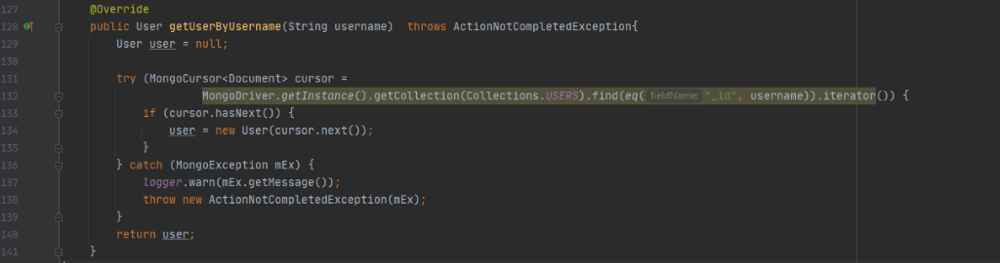 127 @Override
128 public User getUserByUsername(String username)  throws ActionNotCompletedException{
129 User user = null;
130
131 try (MongoCursor<Document> cursor =
132 MongoDriver.getInstance().getCollection(Collections.USERS).find(eq( fieldName: "_id", username)).iterator()) {
133 if (cursor.hasNext()) {
134 user = new User(cursor.next());
135 }
136 } catch (MongoException mEx) {
137 logger.warn(mEx.getMessage());
138 throw new ActionNotCompletedException(mEx);
139 }
140 return user;
141 }